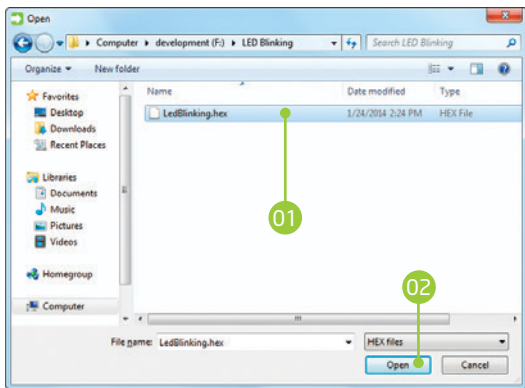 Open
Computer ▸ development (F:) ▸ LED Blinking
Search LED Blinking
Organize
New folder
Favorites
Desktop
Downloads
Recent Places
Libraries
Documents
Music
Pictures
Videos
Homegroup
Computer
Name Date modified Type
LedBlinking.hex 1/24/2014 2:24 PM HEX File
01
02
File name: LedBlinking.hex HEX files
Open Cancel